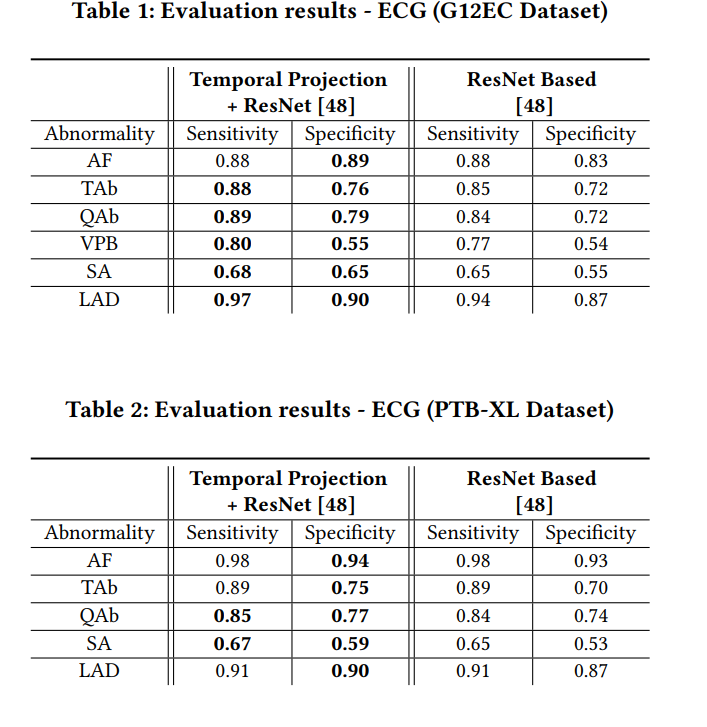 Table 1: Evaluation results - ECG (G12EC Dataset)
Temporal Projection ResNet Based
+ ResNet [48] [48]
Abnormality Sensitivity Specificity Sensitivity Specificity
AF 0.88 0.89 0.88 0.83
TAb 0.88 0.76 0.85 0.72
QAb 0.89 0.79 0.84 0.72
VPB 0.80 0.55 0.77 0.54
SA 0.68 0.65 0.65 0.55
LAD 0.97 0.90 0.94 0.87
Table 2: Evaluation results - ECG (PTB-XL Dataset)
Temporal Projection ResNet Based
+ ResNet [48] [48]
Abnormality Sensitivity Specificity Sensitivity Specificity
AF 0.98 0.94 0.98 0.93
TAb 0.89 0.75 0.89 0.70
QAb 0.85 0.77 0.84 0.74
SA 0.67 0.59 0.65 0.53
LAD 0.91 0.90 0.91 0.87